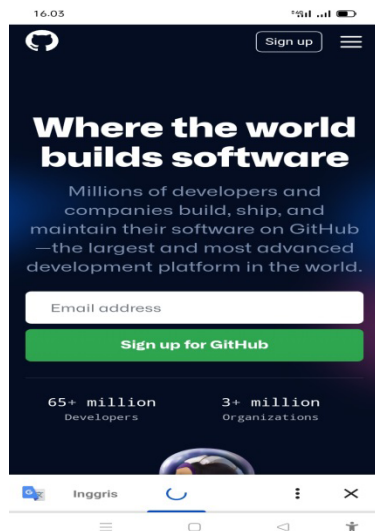 16.03
Sign up
Where the world
builds software
Millions of developers and
companies build, ship, and
maintain their software on GitHub
—the largest and most advanced
development platform in the world.
Email address
Sign up for GitHub
65+ million
Developers
3+ million
Organizations
Inggris